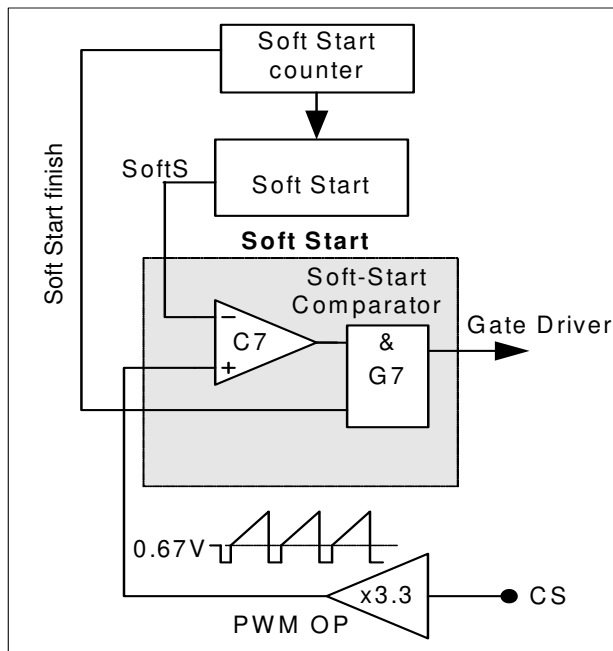 Soft Start
counter
Soft Start finish
SoftS
Soft Start
Soft Start
Soft-Start
Comparator
Gate Driver
−
C7
+
&
G7
0.67V
x3.3
CS
PWM OP